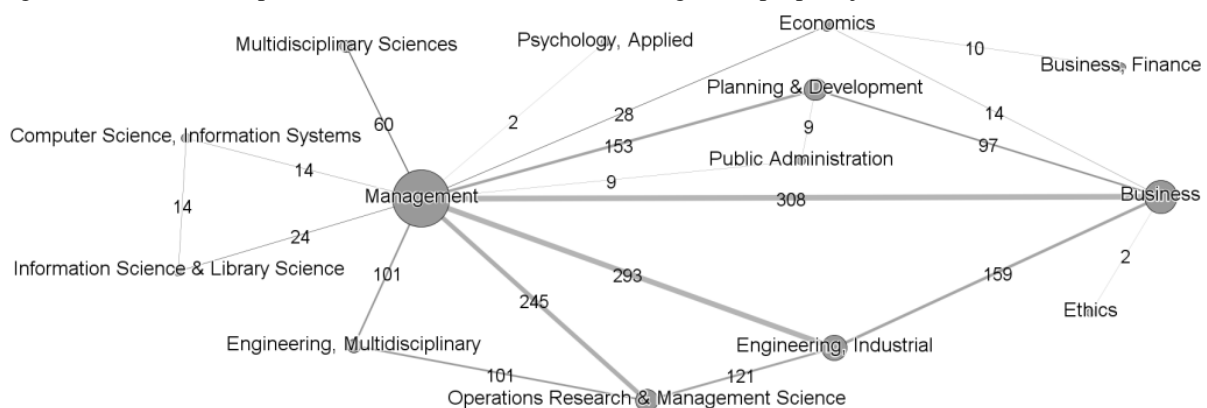 Economics
Multidisciplinary Sciences
Psychology, Applied
10
Business, Finance
Planning & Development
28
14
2
60
9
Computer Science, Information Systems
153
97
Public Administration
14
9
Management
308
Business
14
24
Information Science & Library Science
101
293
159
2
245
Ethics
Engineering, Multidisciplinary
Engineering, Industrial
101
121
Operations Research & Management Science